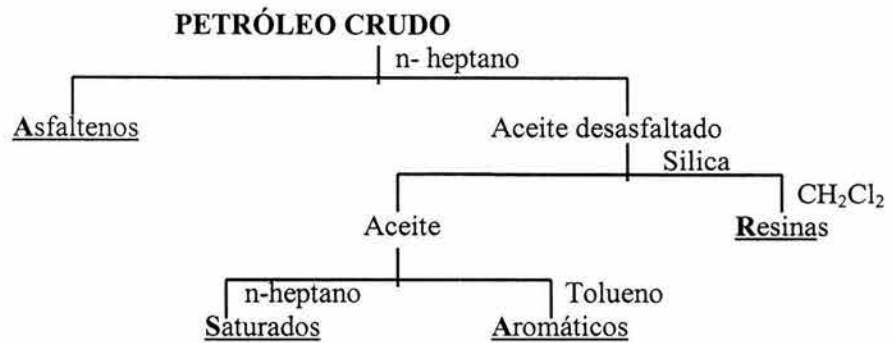 PETRÓLEO CRUDO
n- heptano
Asfaltenos
Aceite desasfaltado
Silica
CH₂Cl₂
Aceite
Resinas
n-heptano
Tolueno
Saturados
Aromáticos